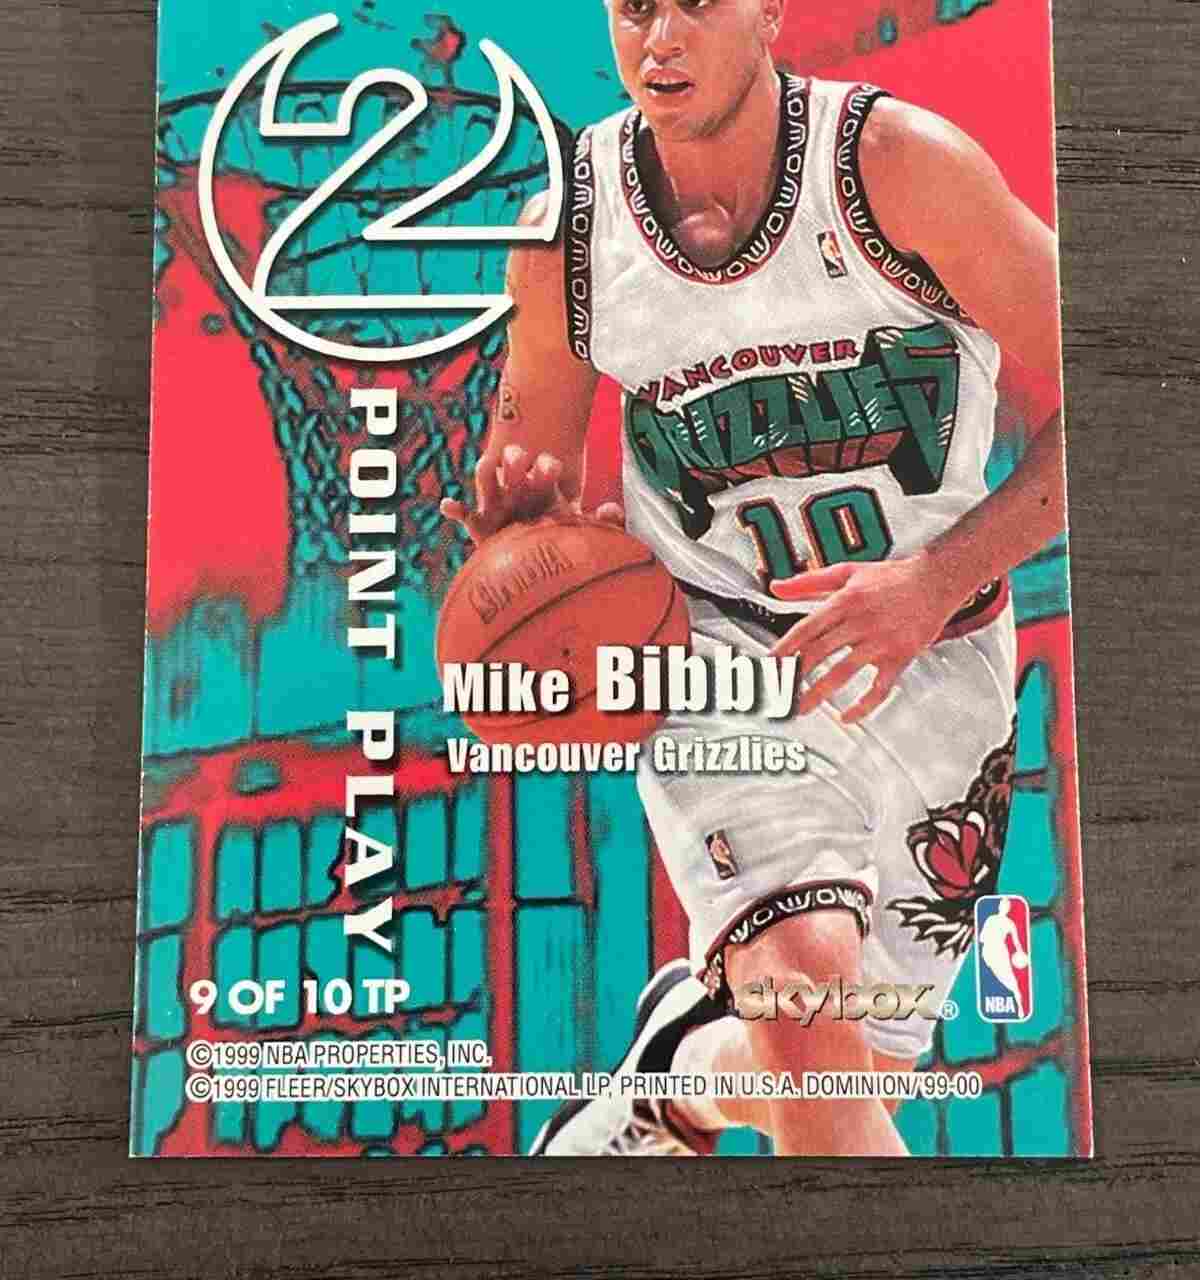 2
POINT PLAY
VANCOUVER
GRIZZLIES
10
Mike Bibby
Vancouver Grizzlies
9 OF 10 TP
skybox®
NBA
©1999 NBA PROPERTIES, INC.
©1999 FLEER/SKYBOX INTERNATIONAL LP, PRINTED IN U.S.A. DOMINION/'99-00